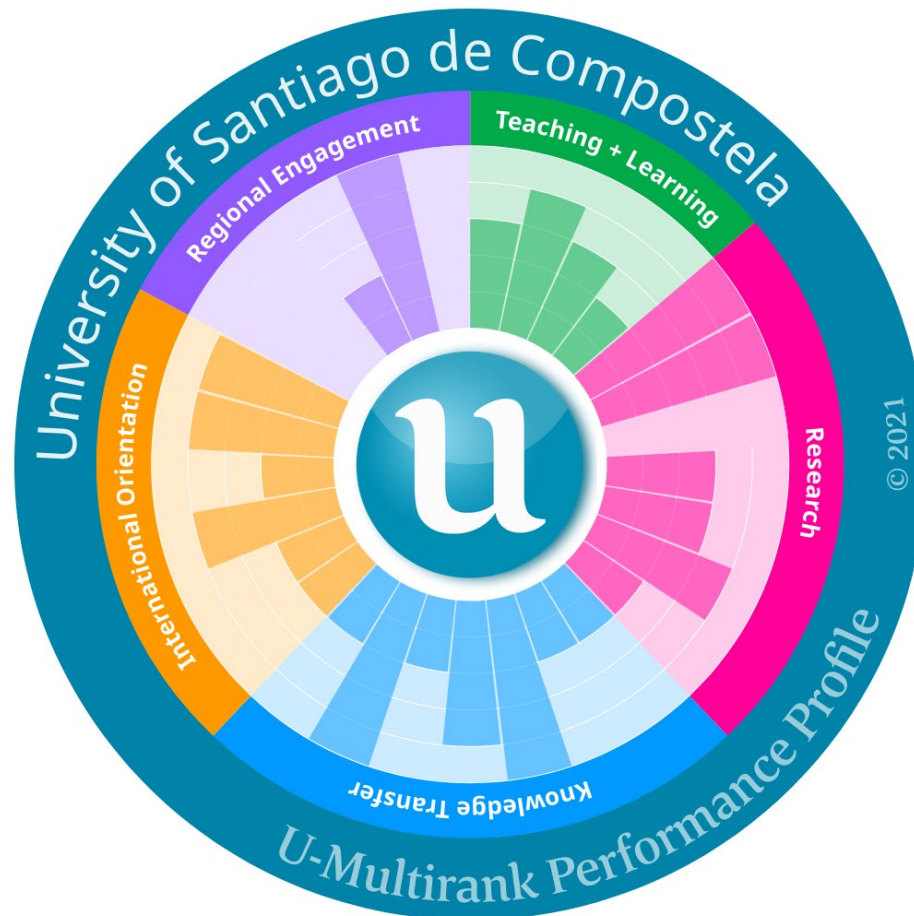 University of Santiago de Compostela
Teaching + Learning
Research
Knowledge Transfer
International Orientation
Regional Engagement
u
© 2021
U-Multirank Performance Profile